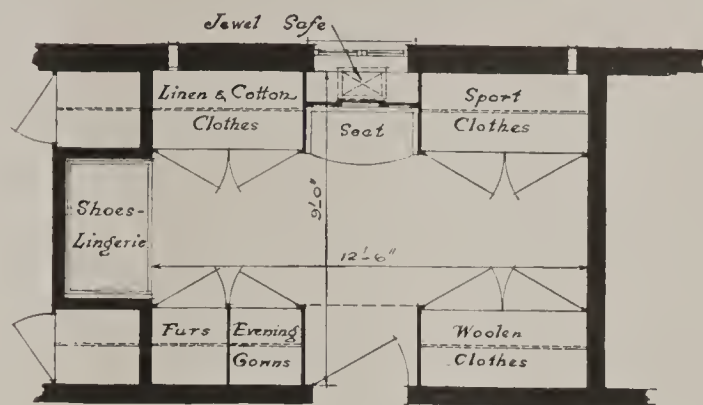 Jewel Safe
Linen & Cotton
Clothes
Sport
Clothes
Seat
Shoes-
Lingerie
9'-0"
12'-6"
Furs
Evening
Gowns
Woolen
Clothes